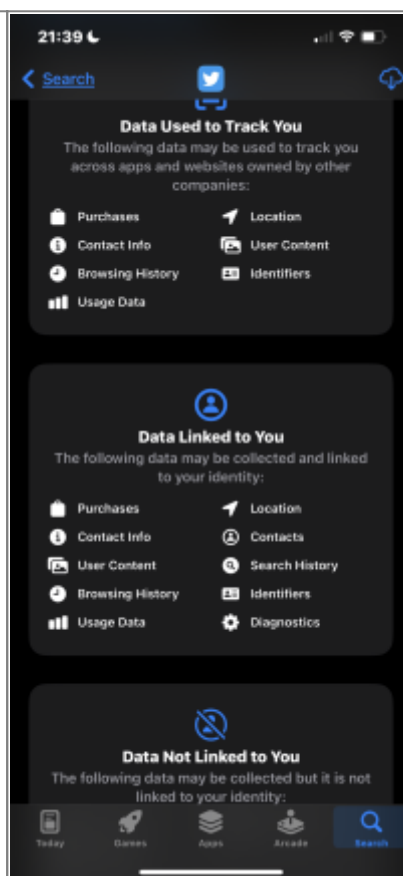 21:39
Search
Data Used to Track You
The following data may be used to track you
across apps and websites owned by other
companies:
Purchases
Location
Contact Info
User Content
Browsing History
Identifiers
Usage Data
Data Linked to You
The following data may be collected and linked
to your identity:
Purchases
Location
Contact Info
Contacts
User Content
Search History
Browsing History
Identifiers
Usage Data
Diagnostics
Data Not Linked to You
The following data may be collected but it is not
linked to your identity:
Today
Games
Apps
Arcade
Search